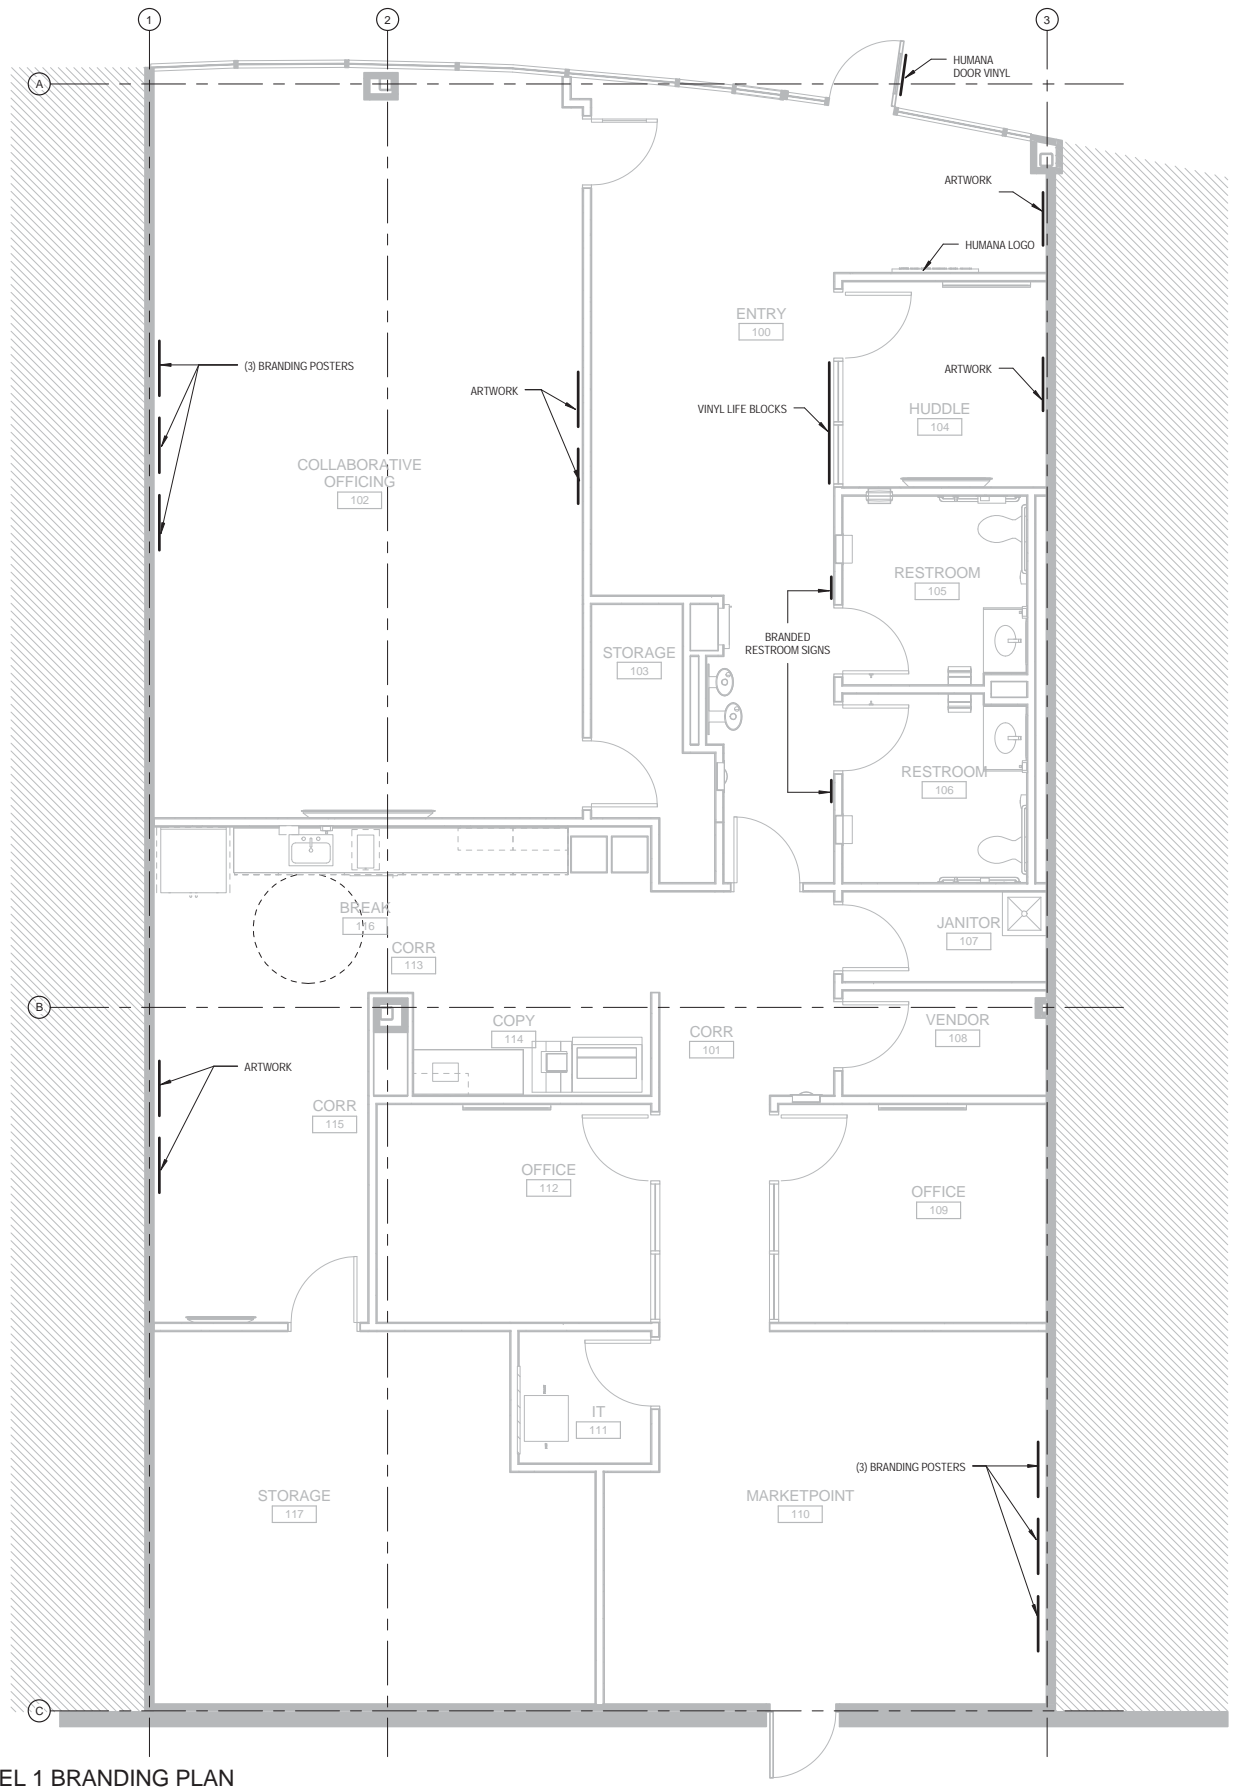 1
2
3
A
HUMANA
DOOR VINYL
ARTWORK
HUMANA LOGO
ENTRY
100
(3) BRANDING POSTERS
ARTWORK
ARTWORK
VINYL LIFE BLOCKS
HUDDLE
104
COLLABORATIVE
OFFICING
102
RESTROOM
105
BRANDED
RESTROOM SIGNS
STORAGE
103
RESTROOM
106
BREAK
116
CORR
113
JANITOR
107
B
COPY
114
CORR
101
VENDOR
108
ARTWORK
CORR
115
OFFICE
112
OFFICE
109
IT
111
(3) BRANDING POSTERS
STORAGE
117
MARKETPOINT
110
C
EL 1 BRANDING PLAN